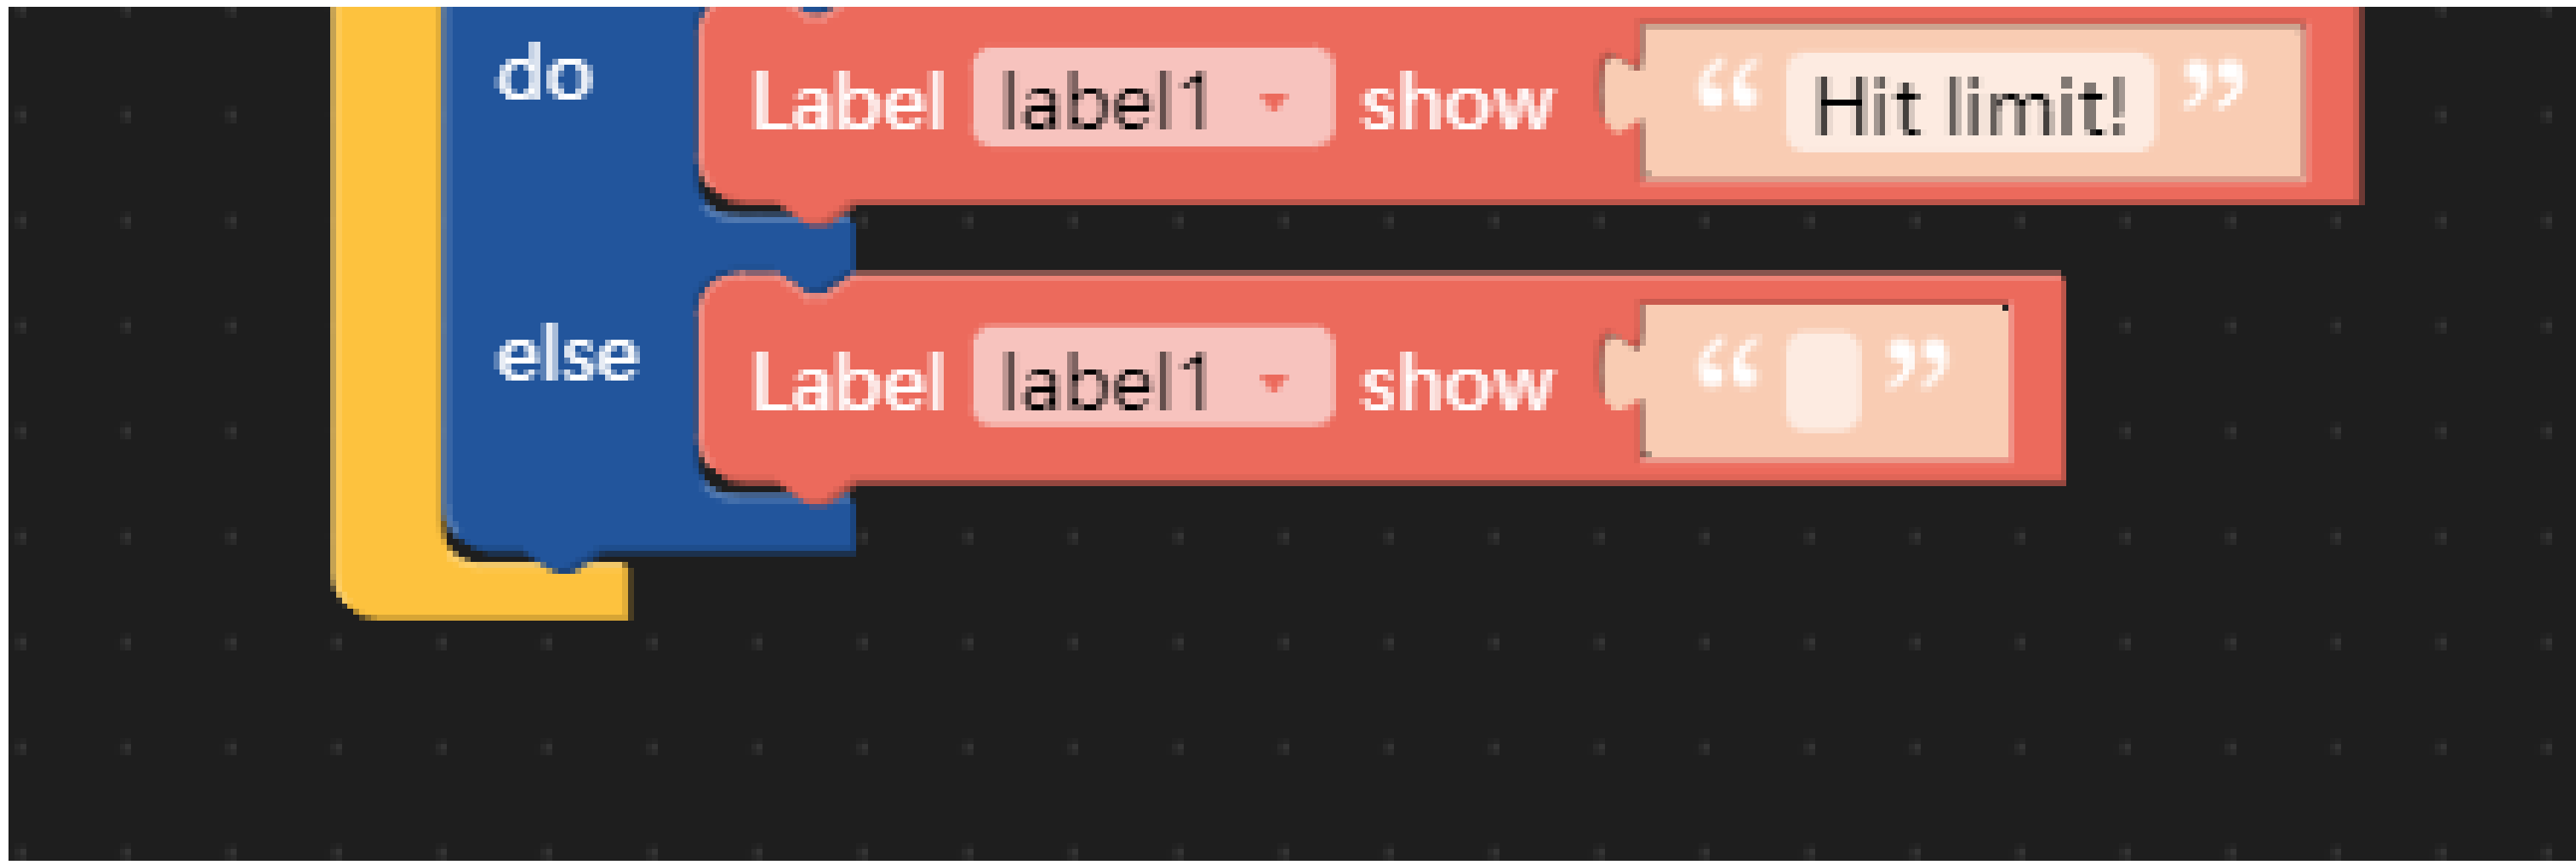 do Label label1 show “ Hit limit! ”
else Label label1 show “ ”